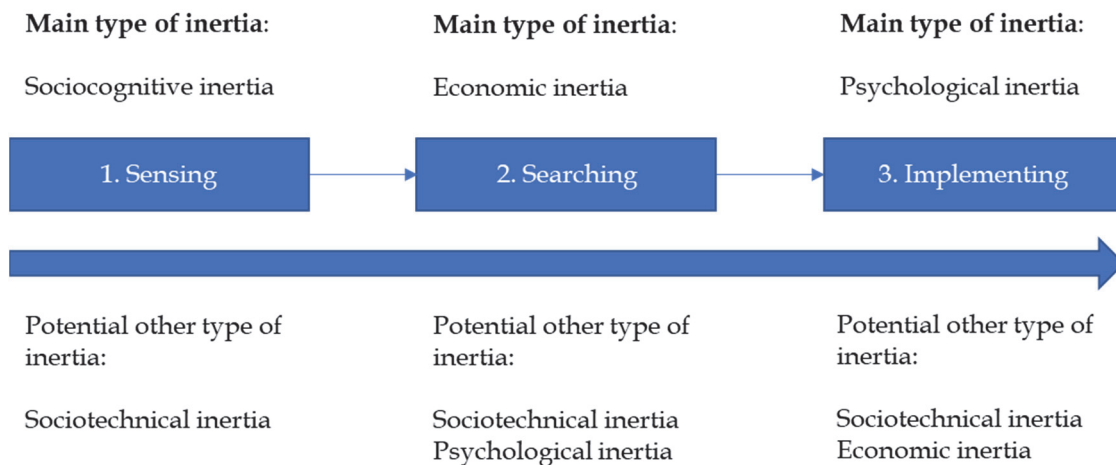 Main type of inertia:
Main type of inertia:
Main type of inertia:
Sociocognitive inertia
Economic inertia
Psychological inertia
1. Sensing
2. Searching
3. Implementing
Potential other type of
inertia:
Sociotechnical inertia
Potential other type of
inertia:
Sociotechnical inertia
Psychological inertia
Potential other type of
inertia:
Sociotechnical inertia
Economic inertia